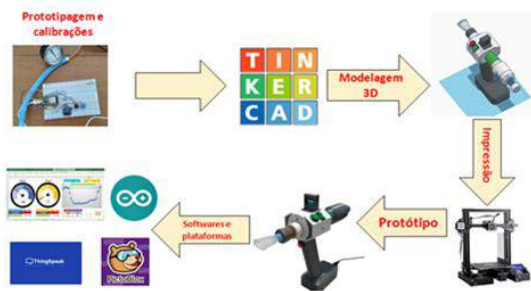 Prototipagem e
calibrações
TIN
KER
CAD
Modelagem
3D
Impressão
Protótipo
Softwares e
plataformas
ThingSpeak
PictoBlox